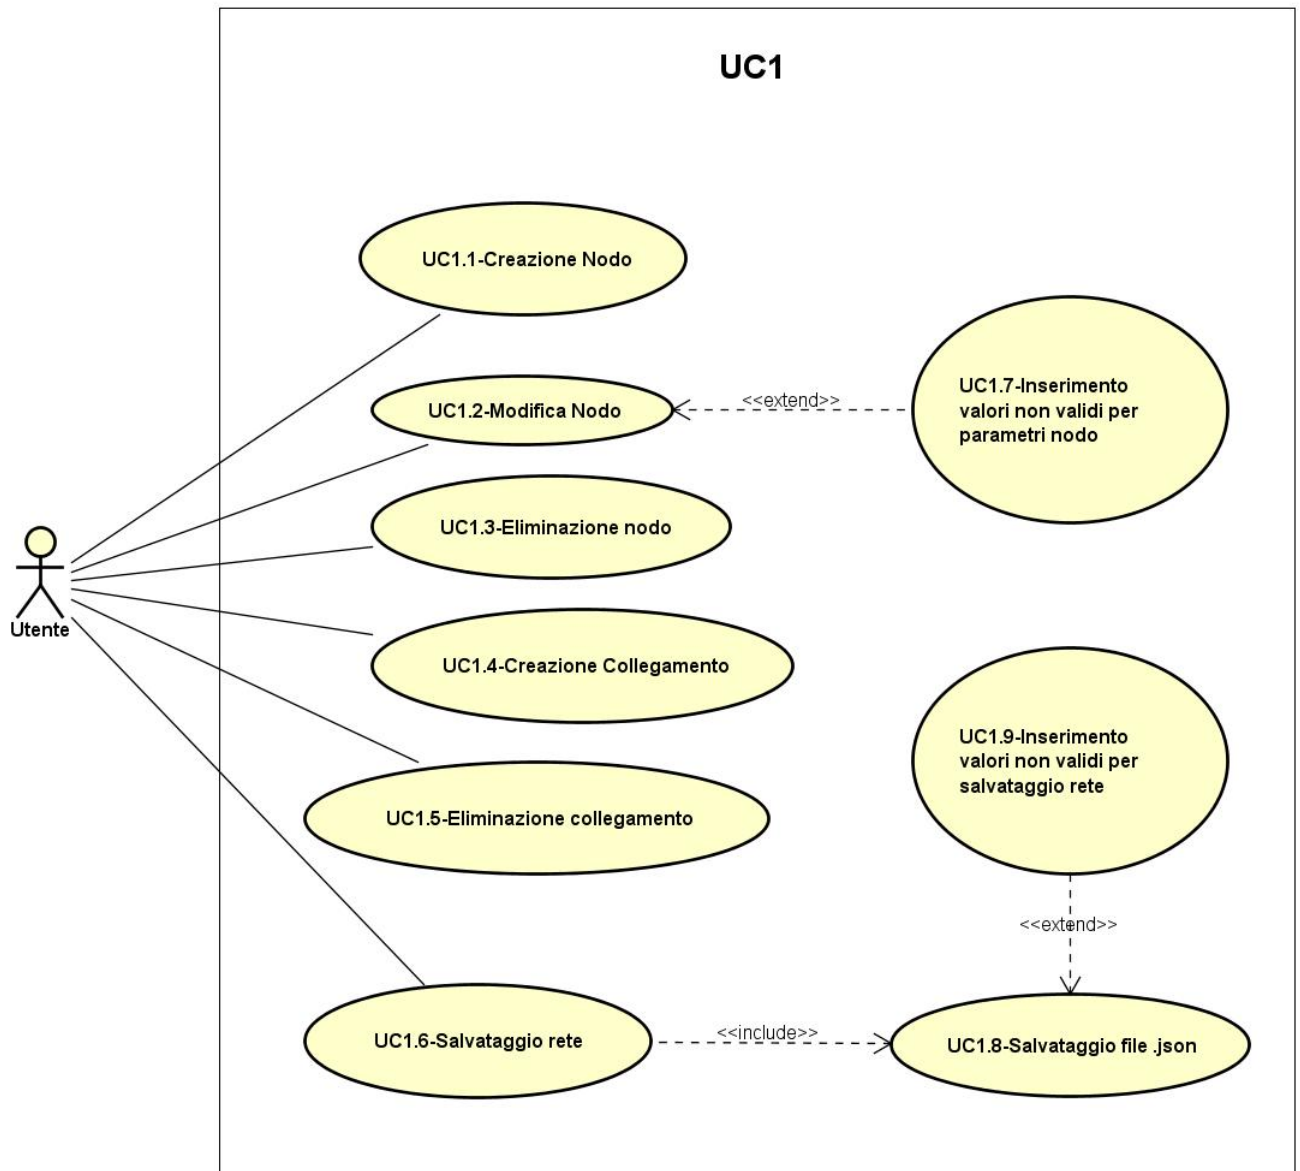 UC1
UC1.1-Creazione Nodo
UC1.2-Modifica Nodo
<<extend>>
UC1.7-Inserimento
valori non validi per
parametri nodo
UC1.3-Eliminazione nodo
Utente
UC1.4-Creazione Collegamento
UC1.9-Inserimento
valori non validi per
salvataggio rete
UC1.5-Eliminazione collegamento
<<extend>>
UC1.6-Salvataggio rete
<<include>>
UC1.8-Salvataggio file .json